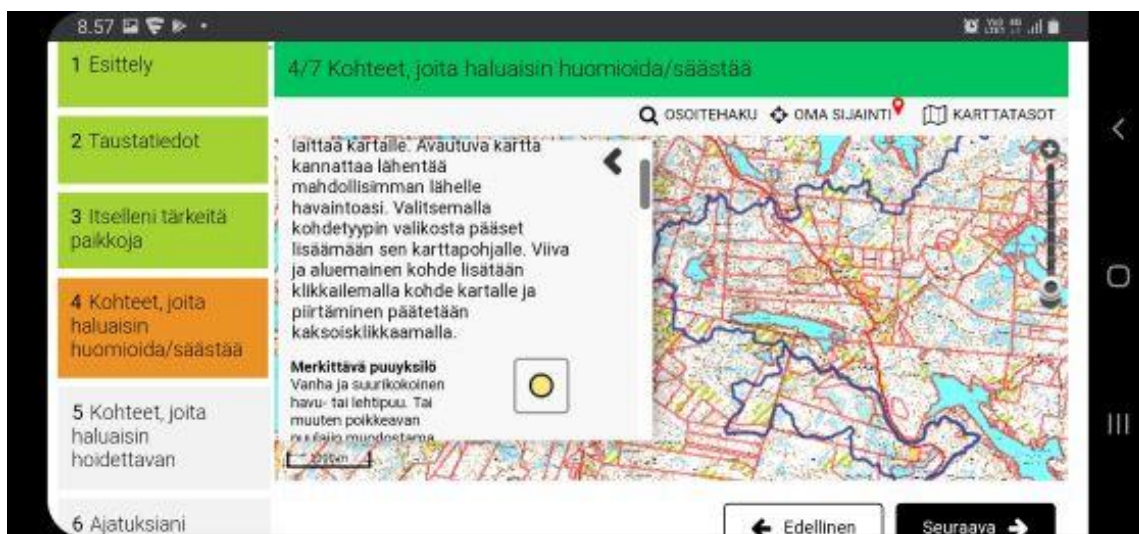 8.57
1 Esittely
2 Taustatiedot
3 Itselleni tärkeitä
paikkoja
4 Kohteet, joita
haluaisin
huomioida/säästää
5 Kohteet, joita
haluaisin
hoidettavan
6 Ajatuksiani
4/7 Kohteet, joita haluaisin huomioida/säästää
OSOITEHAKU OMA SIJAINTI KARTTATASOT
laittaa kartalle. Avautuva kartta
kannattaa lähentää
mahdollisimman lähelle
havaintoasi. Valitsemalla
kohdetyypin valikosta pääset
lisäämään sen karttapohjalle. Viiva
ja aluemainen kohde lisätään
klikkailemalla kohde kartalle ja
piirtäminen päätetään
kaksoisklikkaamalla.
Merkittävä puuyksilö
Vanha ja suurikokoinen
havu- tai lehtipuu. Tai
muuten poikkeavan
puulajin muodostama
Edellinen
Seuraava